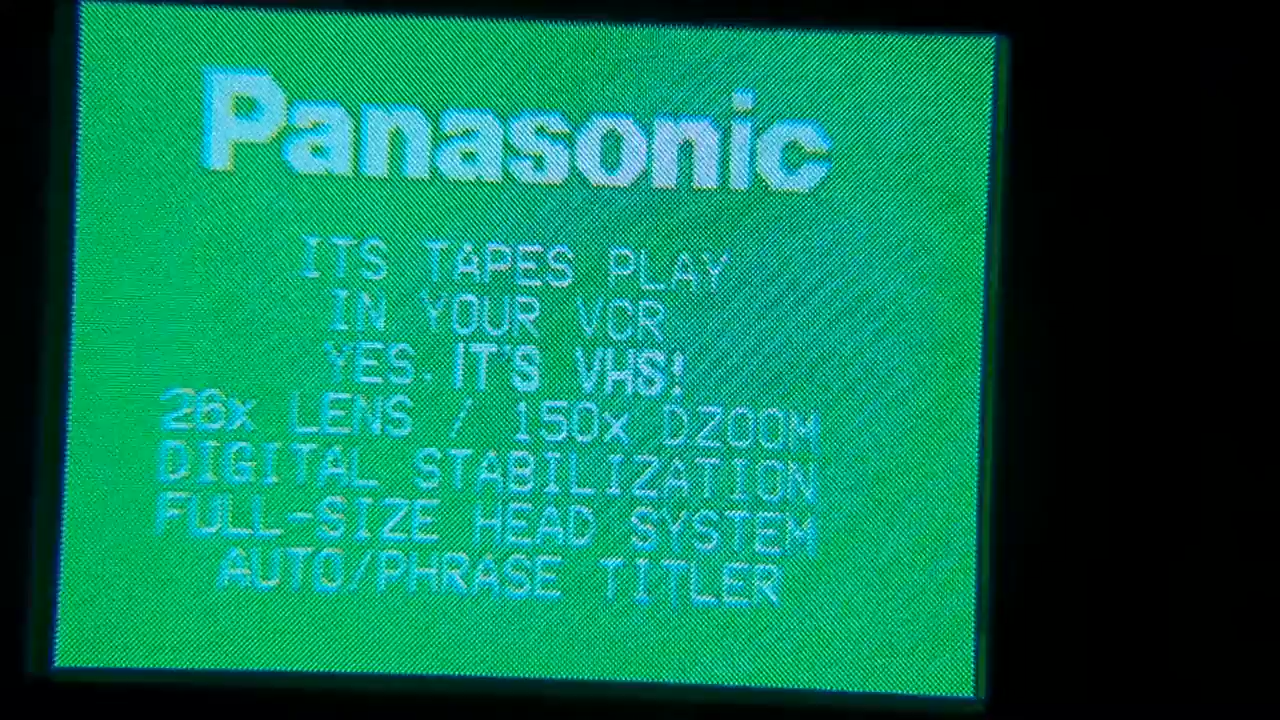 Panasonic
ITS TAPES PLAY
IN YOUR VCR
YES. IT'S VHS!
26x LENS / 150x DZOOM
DIGITAL STABILIZATION
FULL-SIZE HEAD SYSTEM
AUTO/PHRASE TITLER